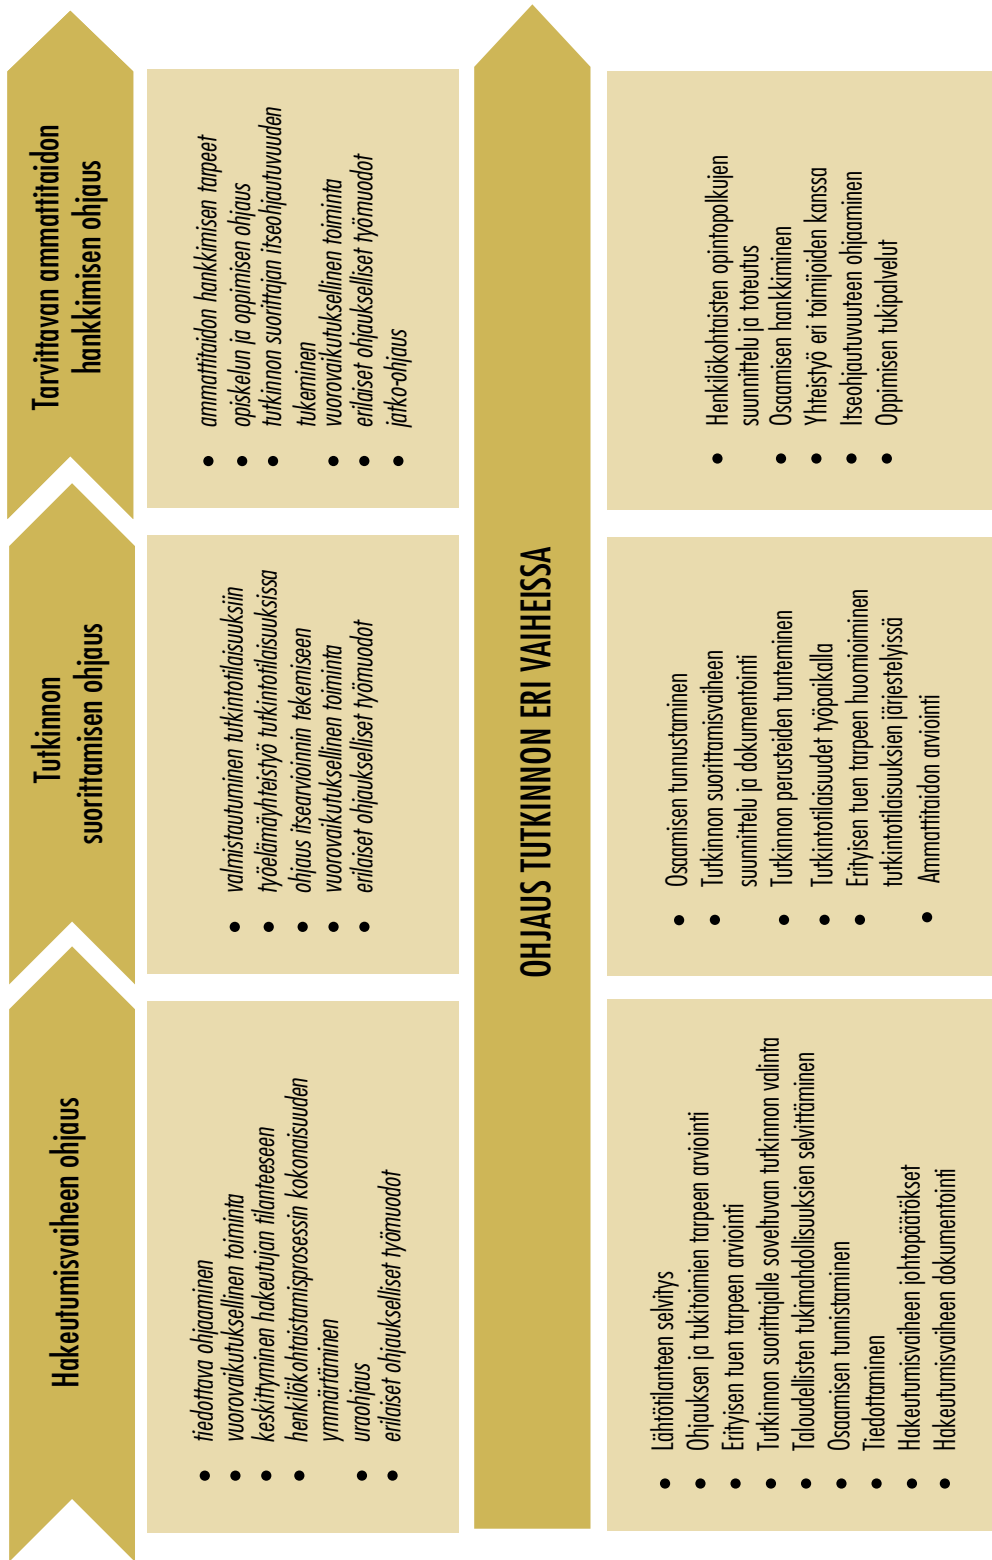 Hakeutumisvaiheen ohjaus
Tutkinnon
suorittamisen ohjaus
Tarvittavan ammattitaidon
hankkimisen ohjaus
• tiedottava ohjaaminen
• vuorovaikutuksellinen toiminta
• keskittyminen hakeutujan tilanteeseen
• henkilökohtaistamisprosessin kokonaisuuden
ymmärtäminen
• uraohjaus
• erilaiset ohjaukselliset työmuodot
• valmistautuminen tutkintotilaisuuksiin
• työelämäyhteistyö tutkintotilaisuuksissa
• ohjaus itsearvioinnin tekemiseen
• vuorovaikutuksellinen toiminta
• erilaiset ohjaukselliset työmuodot
• ammattitaidon hankkimisen tarpeet
• opiskelun ja oppimisen ohjaus
• tutkinnon suorittajan itseohjautuvuuden
tukeminen
• vuorovaikutuksellinen toiminta
• erilaiset ohjaukselliset työmuodot
• jatko-ohjaus
OHJAUS TUTKINNON ERI VAIHEISSA
• Lähtötilanteen selvitys
• Ohjauksen ja tukitoimien tarpeen arviointi
• Erityisen tuen tarpeen arviointi
• Tutkinnon suorittajalle soveltuvan tutkinnon valinta
• Taloudellisten tukimahdollisuuksien selvittäminen
• Osaamisen tunnistaminen
• Tiedottaminen
• Hakeutumisvaiheen johtopäätökset
• Hakeutumisvaiheen dokumentointi
• Osaamisen tunnustaminen
• Tutkinnon suorittamisvaiheen
suunnittelu ja dokumentointi
• Tutkinnon perusteiden tunteminen
• Tutkintotilaisuudet työpaikalla
• Erityisen tuen tarpeen huomioiminen
tutkintotilaisuuksien järjestelyissä
• Ammattitaidon arviointi
• Henkilökohtaisten opintopolkujen
suunnittelu ja toteutus
• Osaamisen hankkiminen
• Yhteistyö eri toimijoiden kanssa
• Itseohjautuvuuteen ohjaaminen
• Oppimisen tukipalvelut